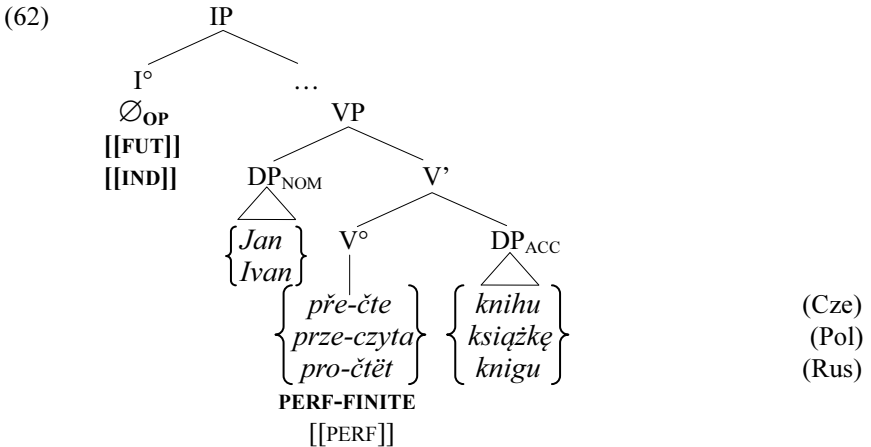 (62) IP
I° …
∅OP VP
[[FUT]]
[[IND]] DPNOM V’
Jan V° DPACC
Ivan
pře-čte knihu (Cze)
prze-czyta książkę (Pol)
pro-čtët knigu (Rus)
PERF-FINITE
[[PERF]]